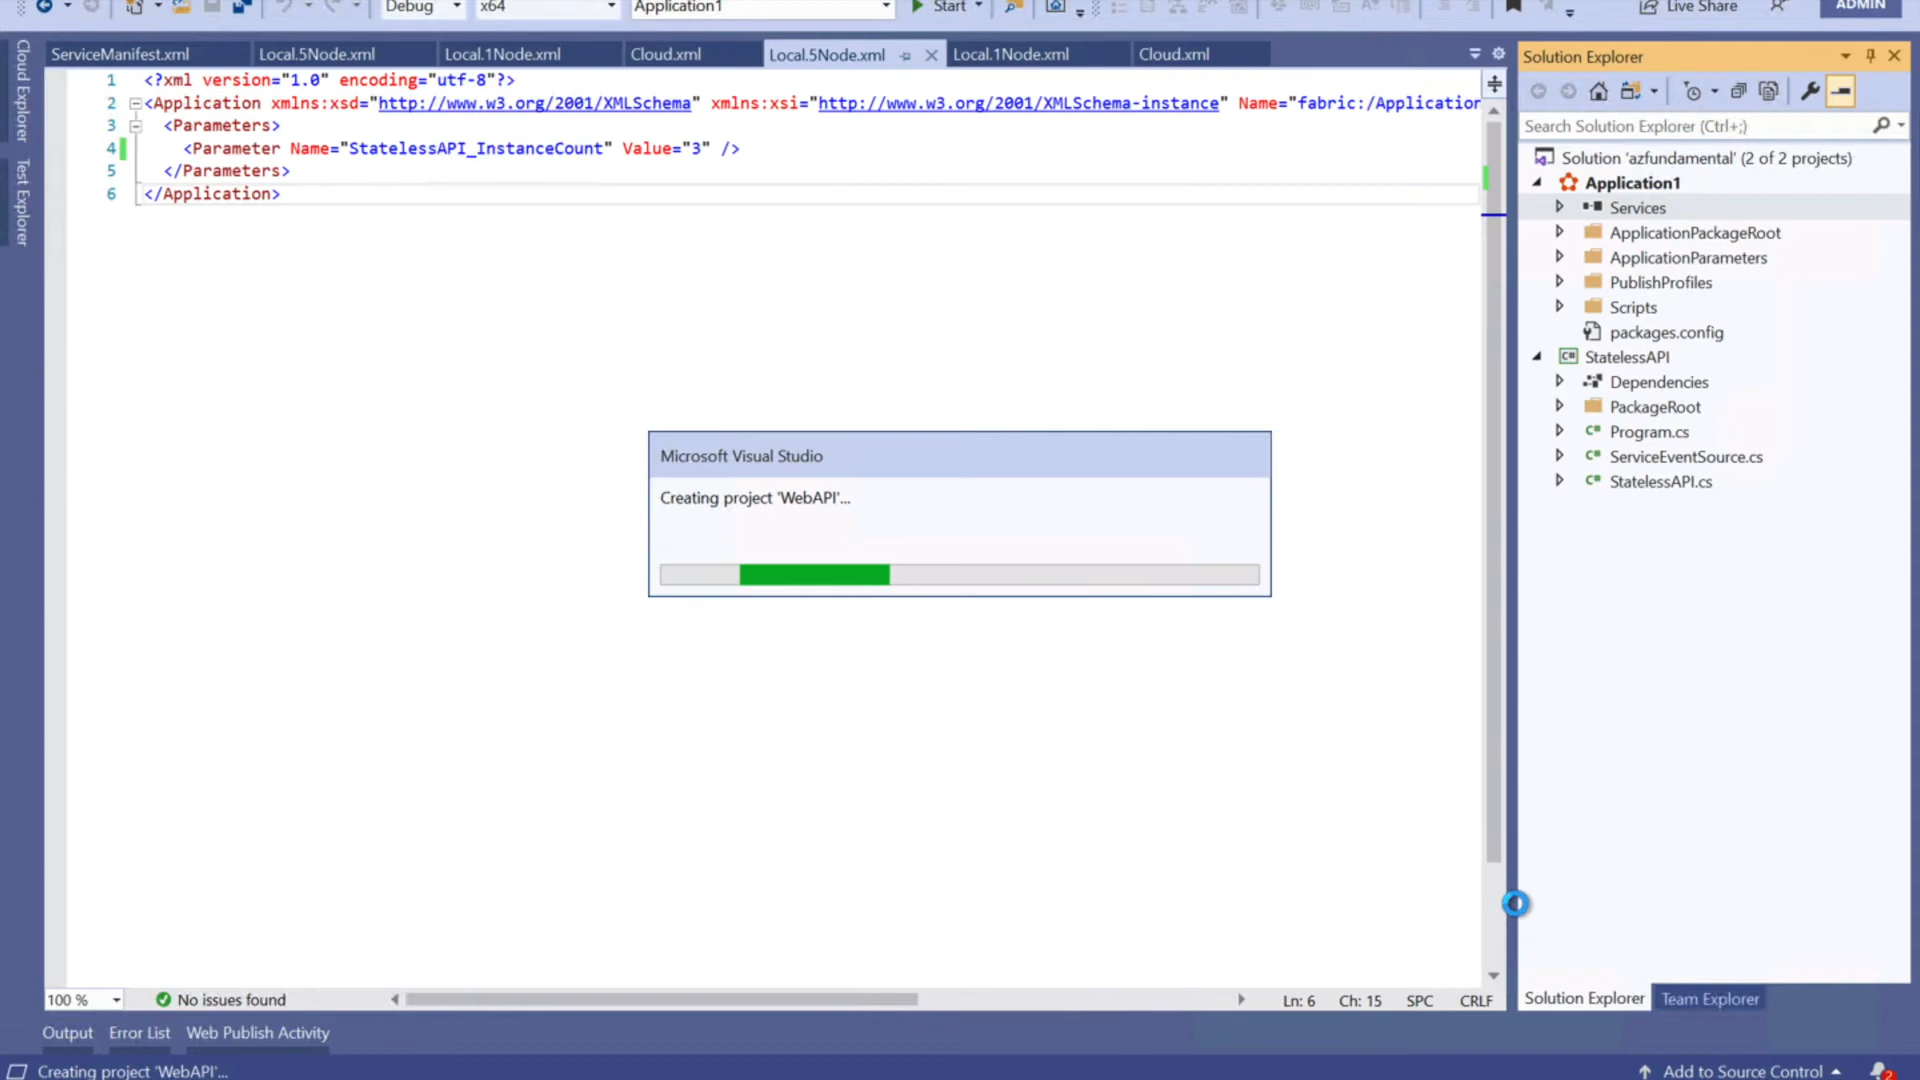 Debug x64 Application1 Start Live Share ADMIN
Cloud Explorer
Test Explorer
ServiceManifest.xml Local.5Node.xml Local.1Node.xml Cloud.xml Local.5Node.xml Local.1Node.xml Cloud.xml
1 <?xml version="1.0" encoding="utf-8"?>
2 <Application xmlns:xsd="http://www.w3.org/2001/XMLSchema" xmlns:xsi="http://www.w3.org/2001/XMLSchema-instance" Name="fabric:/Application
3 <Parameters>
4 <Parameter Name="StatelessAPI_InstanceCount" Value="3" />
5 </Parameters>
6 </Application>
Microsoft Visual Studio
Creating project 'WebAPI'...
Solution Explorer
Search Solution Explorer (Ctrl+;)
Solution 'azfundamental' (2 of 2 projects)
Application1
Services
ApplicationPackageRoot
ApplicationParameters
PublishProfiles
Scripts
packages.config
C# StatelessAPI
Dependencies
PackageRoot
C# Program.cs
C# ServiceEventSource.cs
C# StatelessAPI.cs
100 % No issues found Ln: 6 Ch: 15 SPC CRLF
Solution Explorer Team Explorer
Output Error List Web Publish Activity
Creating project 'WebAPI'... Add to Source Control 2